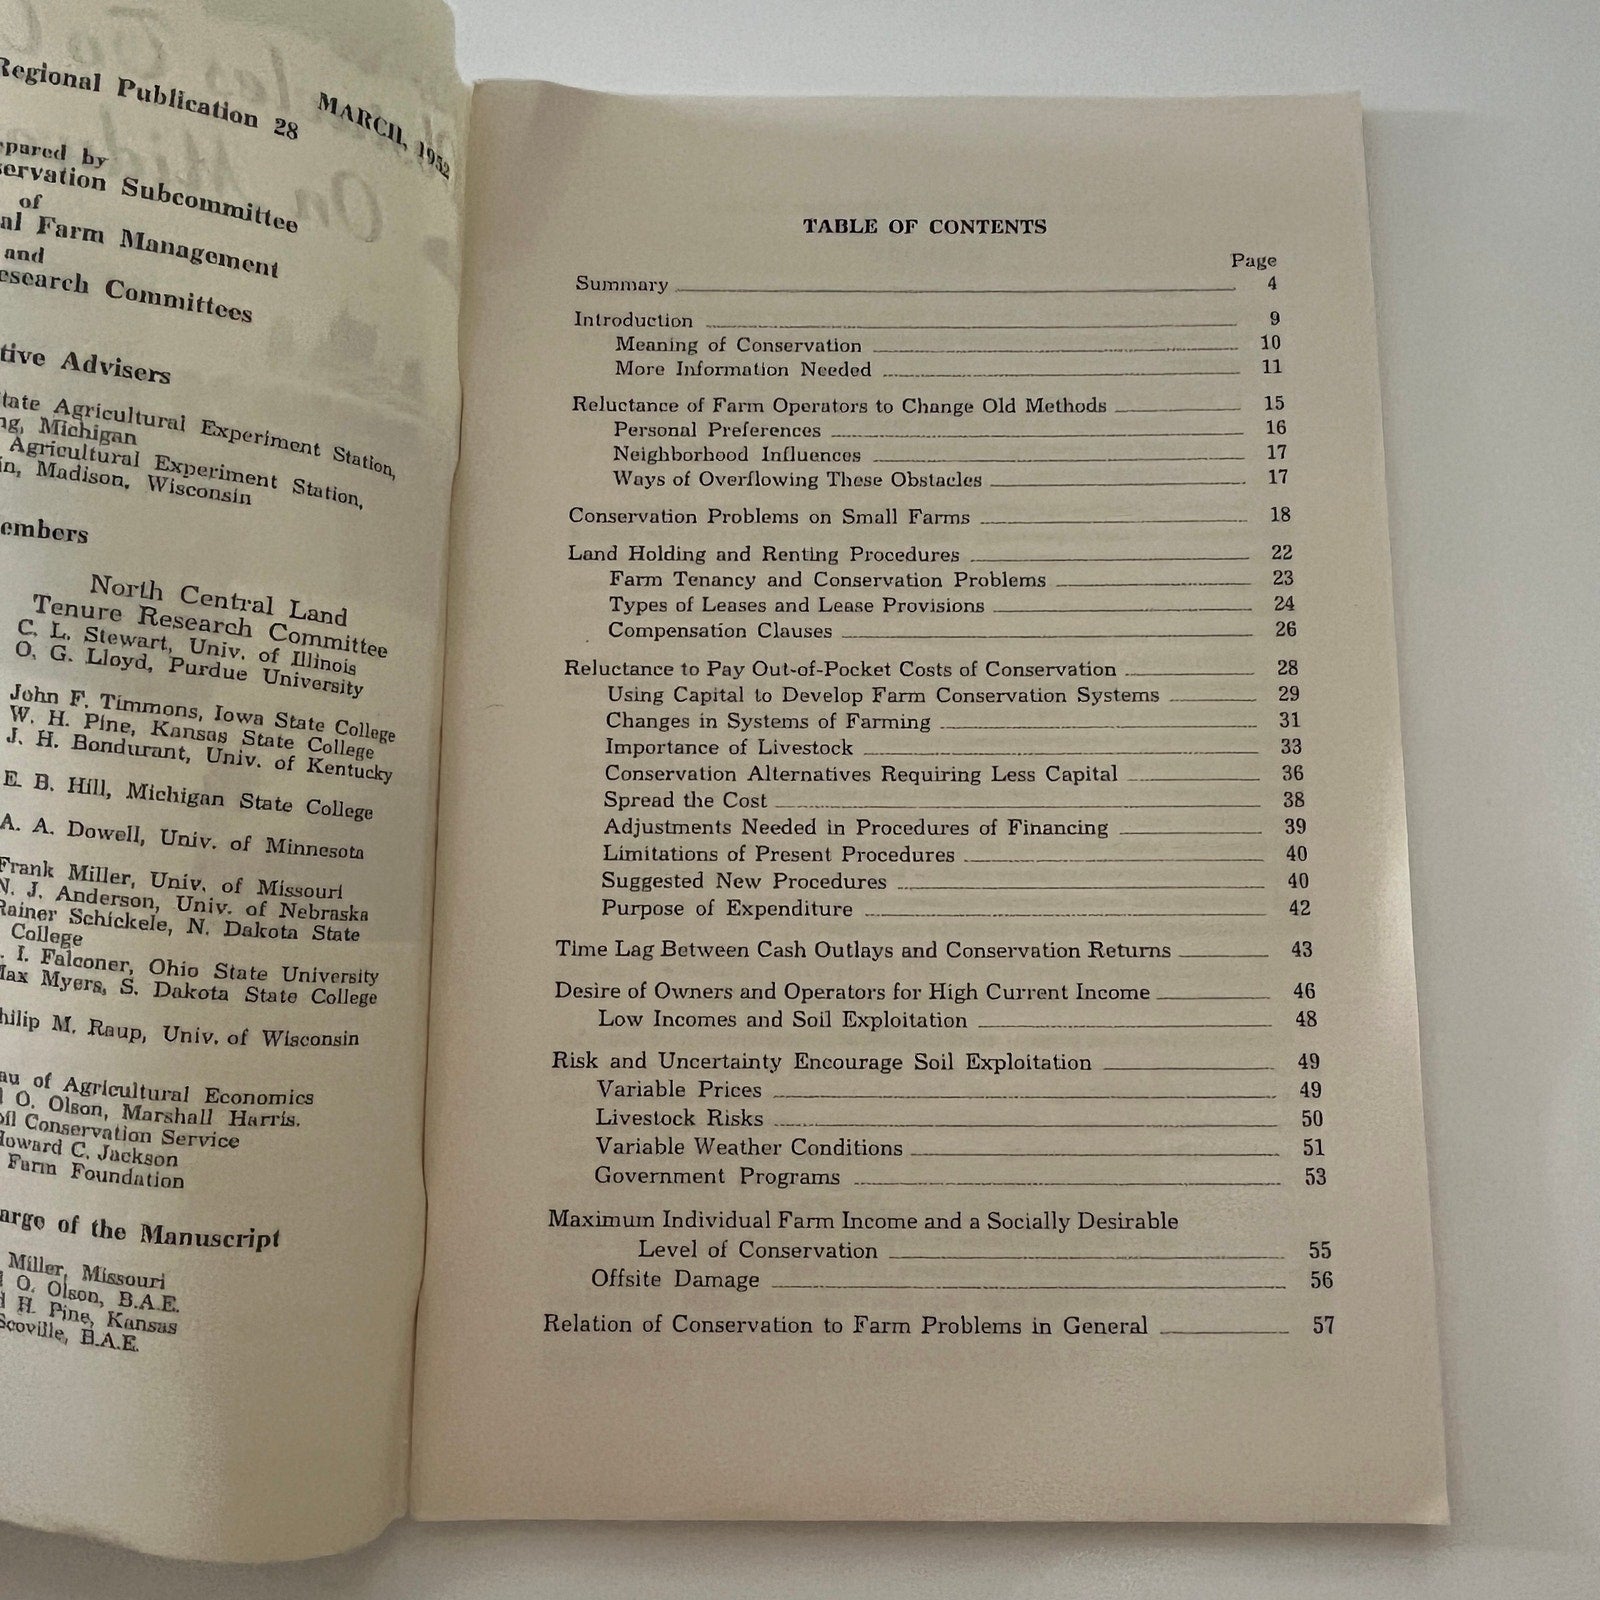 Regional Publication 28
MARCH, 1952
by
Subcommittee
of
Farm Management
and
Committees
Advisers
Agricultural Experiment Station,
Michigan
Agricultural Experiment Station,
Madison, Wisconsin
North Central Land
Tenure Research Committee
C. L. Stewart, Univ. of Illinois
O. G. Lloyd, Purdue University
John F. Timmons, Iowa State College
W. H. Pine, Kansas State College
J. H. Bondurant, Univ. of Kentucky
E. B. Hill, Michigan State College
A. A. Dowell, Univ. of Minnesota
Frank Miller, Univ. of Missouri
N. J. Anderson, Univ. of Nebraska
Rainer Schickele, N. Dakota State
College
I. Falconer, Ohio State University
Max Myers, S. Dakota State College
Philip M. Raup, Univ. of Wisconsin
of Agricultural Economics
O. Olson, Marshall Harris.
Conservation Service
Howard C. Jackson
Farm Foundation
of the Manuscript
Miller, Missouri
O. Olson, B.A.E.
H. Pine, Kansas
Scoville, B.A.E.
TABLE OF CONTENTS
Page
Summary 4
Introduction 9
Meaning of Conservation 10
More Information Needed 11
Reluctance of Farm Operators to Change Old Methods 15
Personal Preferences 16
Neighborhood Influences 17
Ways of Overflowing These Obstacles 17
Conservation Problems on Small Farms 18
Land Holding and Renting Procedures 22
Farm Tenancy and Conservation Problems 23
Types of Leases and Lease Provisions 24
Compensation Clauses 26
Reluctance to Pay Out-of-Pocket Costs of Conservation 28
Using Capital to Develop Farm Conservation Systems 29
Changes in Systems of Farming 31
Importance of Livestock 33
Conservation Alternatives Requiring Less Capital 36
Spread the Cost 38
Adjustments Needed in Procedures of Financing 39
Limitations of Present Procedures 40
Suggested New Procedures 40
Purpose of Expenditure 42
Time Lag Between Cash Outlays and Conservation Returns 43
Desire of Owners and Operators for High Current Income 46
Low Incomes and Soil Exploitation 48
Risk and Uncertainty Encourage Soil Exploitation 49
Variable Prices 49
Livestock Risks 50
Variable Weather Conditions 51
Government Programs 53
Maximum Individual Farm Income and a Socially Desirable
Level of Conservation 55
Offsite Damage 56
Relation of Conservation to Farm Problems in General 57